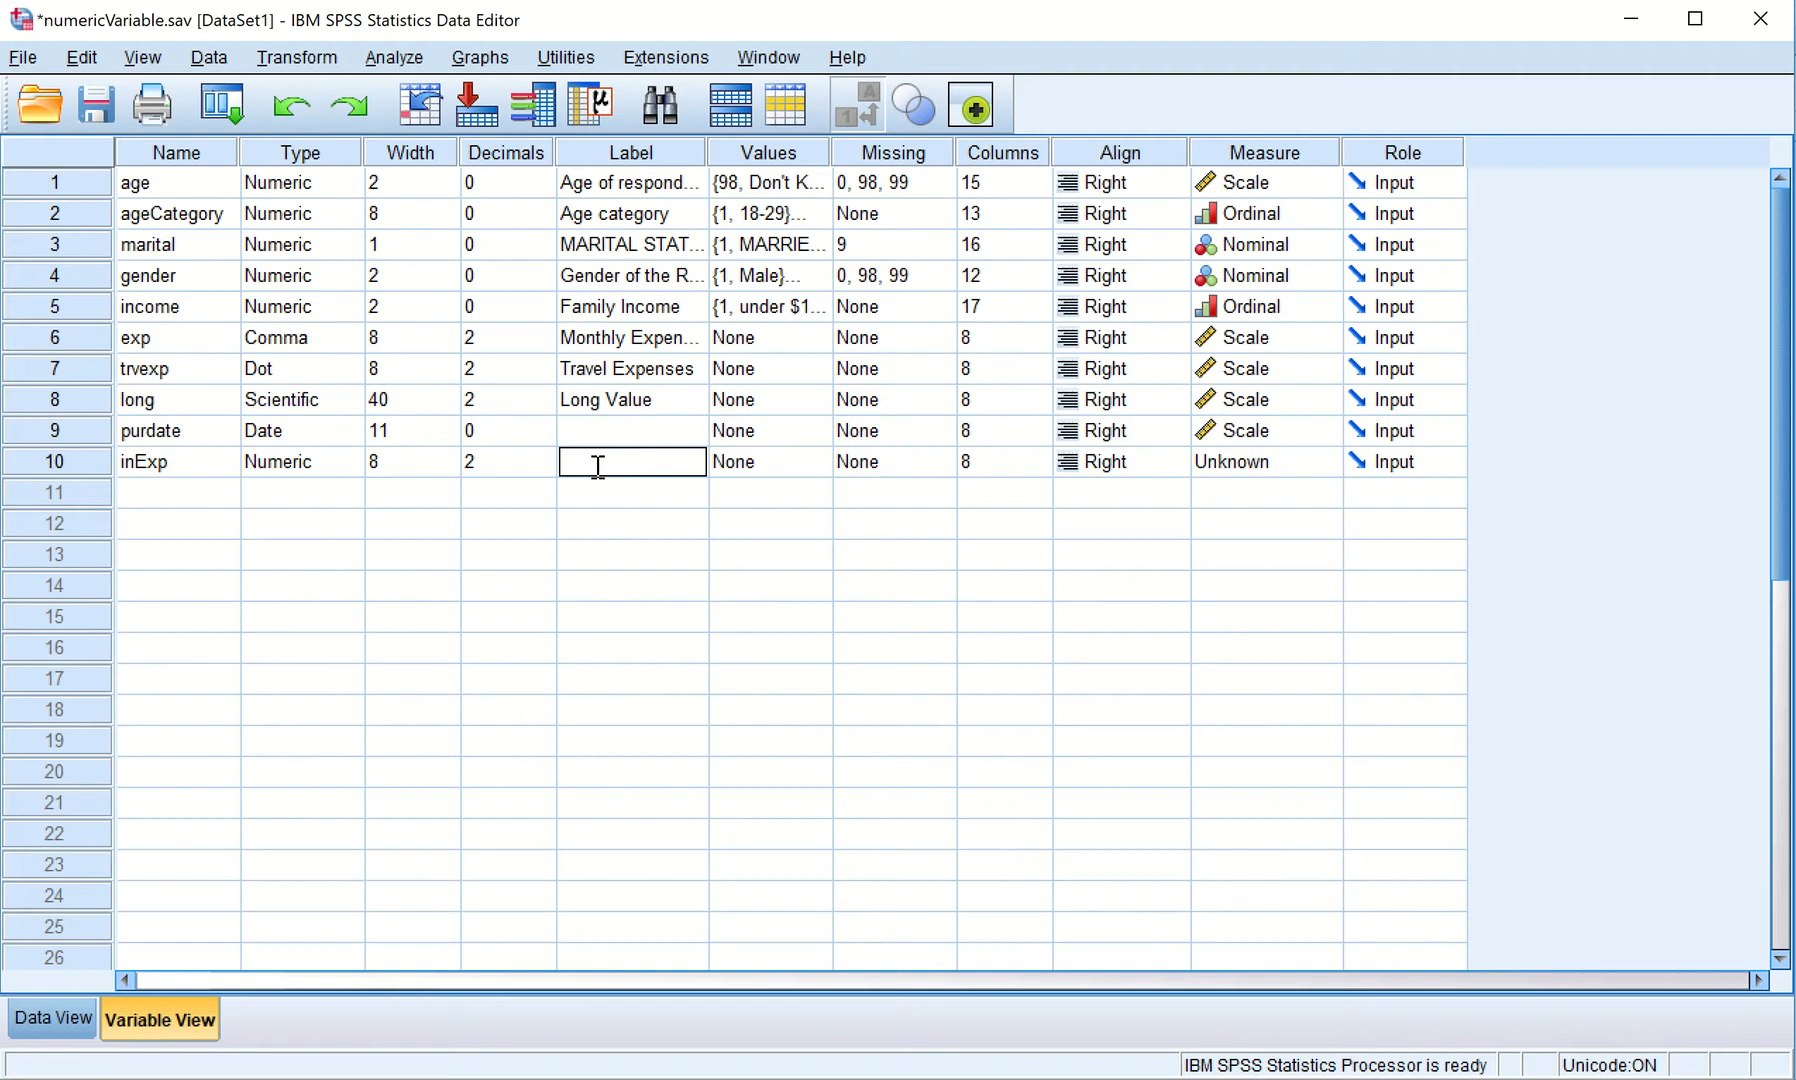 *numericVariable.sav [DataSet1] - IBM SPSS Statistics Data Editor
File Edit View Data Transform Analyze Graphs Utilities Extensions Window Help
Name Type Width Decimals Label Values Missing Columns Align Measure Role
1 age Numeric 2 0 Age of respond... {98, Don't K... 0, 98, 99 15 Right Scale Input
2 ageCategory Numeric 8 0 Age category {1, 18-29}... None 13 Right Ordinal Input
3 marital Numeric 1 0 MARITAL STAT... {1, MARRIE... 9 16 Right Nominal Input
4 gender Numeric 2 0 Gender of the R... {1, Male}... 0, 98, 99 12 Right Nominal Input
5 income Numeric 2 0 Family Income {1, under $1... None 17 Right Ordinal Input
6 exp Comma 8 2 Monthly Expen... None None 8 Right Scale Input
7 trvexp Dot 8 2 Travel Expenses None None 8 Right Scale Input
8 long Scientific 40 2 Long Value None None 8 Right Scale Input
9 purdate Date 11 0 None None 8 Right Scale Input
10 inExp Numeric 8 2 None None 8 Right Unknown Input
11
12
13
14
15
16
17
18
19
20
21
22
23
24
25
26
Data View Variable View
IBM SPSS Statistics Processor is ready Unicode:ON